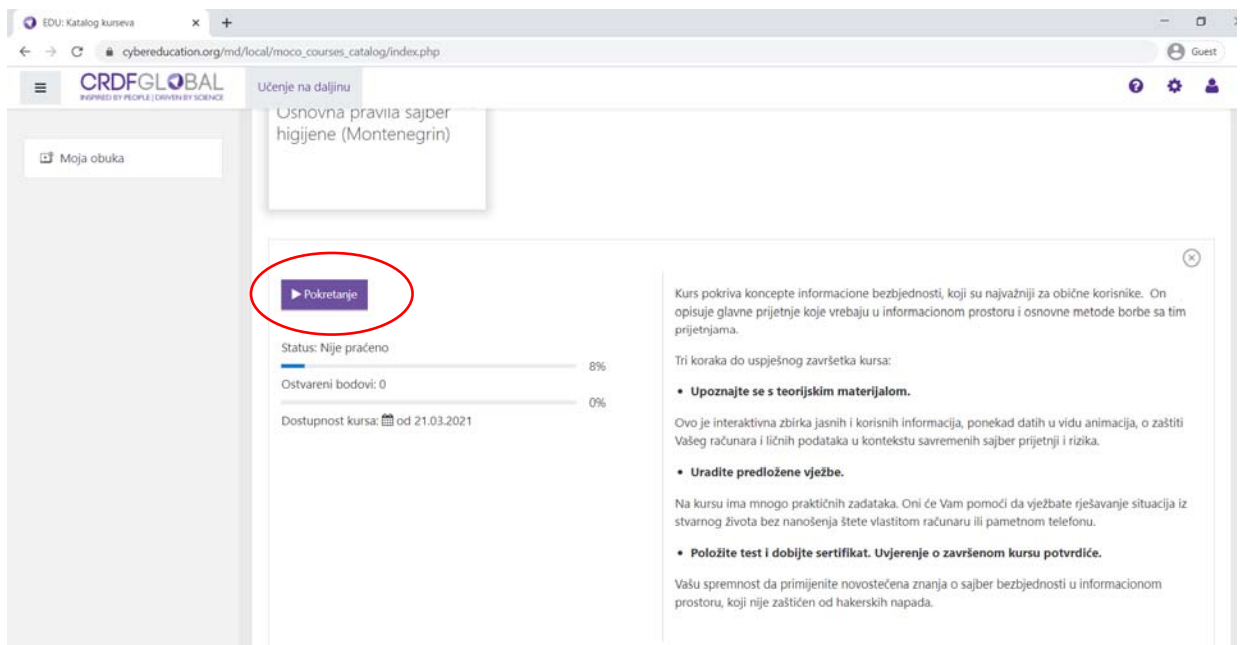 EDU: Katalog kurseva
cybereducation.org/md/local/moco_courses_catalog/index.php
Guest
CRDFGLOBAL
INSPIRED BY PEOPLE | DRIVEN BY SCIENCE
Učenje na daljinu
Moja obuka
Osnovna pravila sajber
higijene (Montenegrin)
Pokretanje
Status: Nije praćeno
8%
Ostvareni bodovi: 0
0%
Dostupnost kursa: od 21.03.2021
Kurs pokriva koncepte informacione bezbjednosti, koji su najvažniji za obične korisnike. On
opisuje glavne prijetnje koje vrebaju u informacionom prostoru i osnovne metode borbe sa tim
prijetnjama.
Tri koraka do uspješnog završetka kursa:
• Upoznajte se s teorijskim materijalom.
Ovo je interaktivna zbirka jasnih i korisnih informacija, ponekad datih u vidu animacija, o zaštiti
Vašeg računara i ličnih podataka u kontekstu savremenih sajber prijetnji i rizika.
• Uradite predložene vježbe.
Na kursu ima mnogo praktičnih zadataka. Oni će Vam pomoći da vježbate rješavanje situacija iz
stvarnog života bez nanošenja štete vlastitom računaru ili pametnom telefonu.
• Položite test i dobijte sertifikat. Uvjerenje o završenom kursu potvrdiće.
Vašu spremnost da primijenite novostečena znanja o sajber bezbjednosti u informacionom
prostoru, koji nije zaštićen od hakerskih napada.